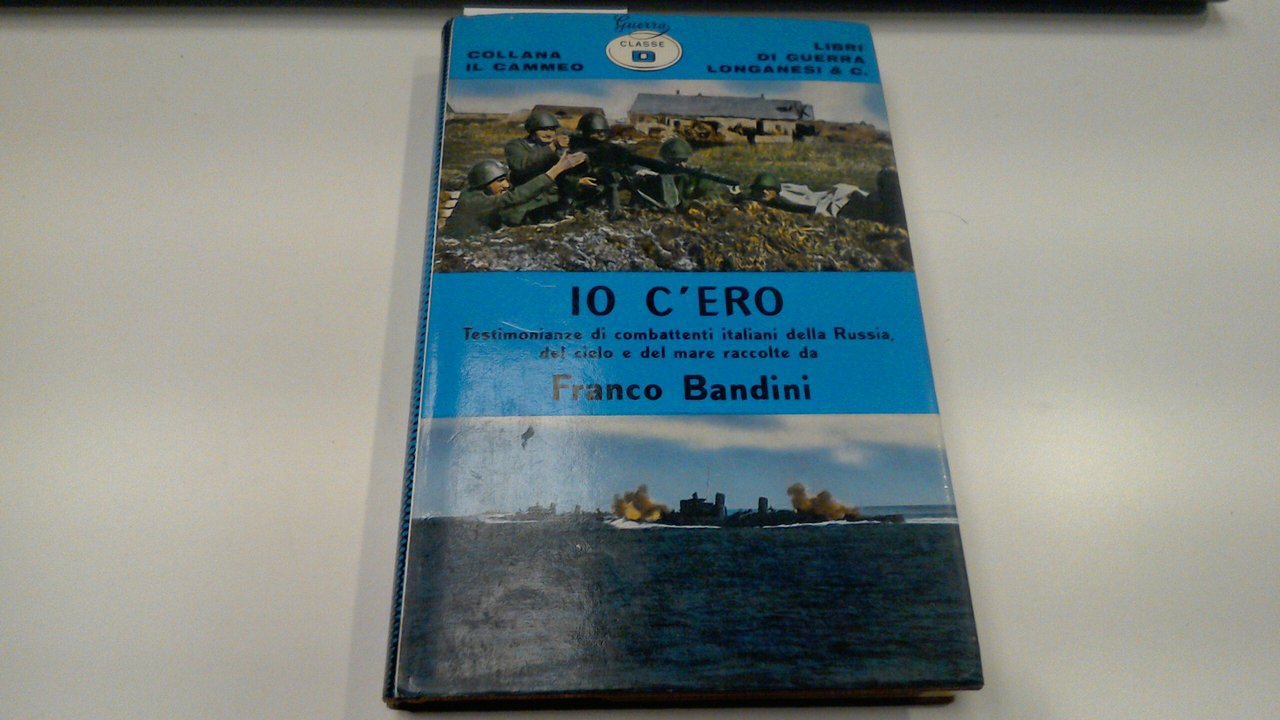 Guerra
CLASSE
D
COLLANA
IL CAMMEO
LIBRI
DI GUERRA
LONGANESI & C.
IO C'ERO
Testimonianze di combattenti italiani della Russia,
del cielo e del mare raccolte da
Franco Bandini